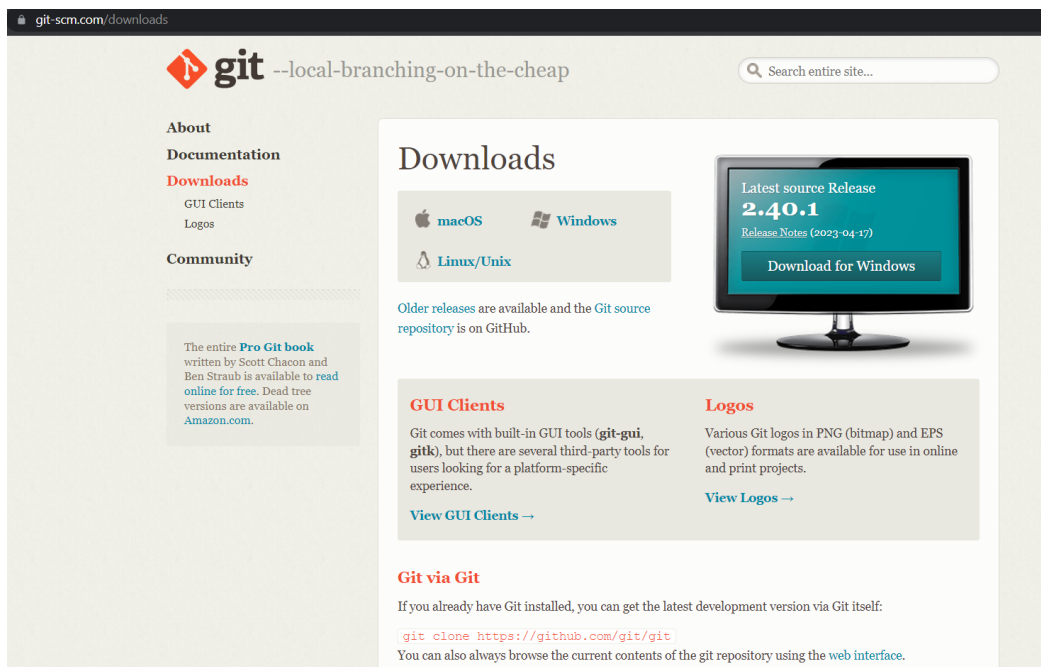 git-scm.com/downloads
git --local-branching-on-the-cheap
Search entire site...
About
Documentation
Downloads
GUI Clients
Logos
Community
The entire Pro Git book
written by Scott Chacon and
Ben Straub is available to read
online for free. Dead tree
versions are available on
Amazon.com.
Downloads
macOS
Windows
Linux/Unix
Older releases are available and the Git source
repository is on GitHub.
Latest source Release
2.40.1
Release Notes (2023-04-17)
Download for Windows
GUI Clients
Git comes with built-in GUI tools (git-gui,
gitk), but there are several third-party tools for
users looking for a platform-specific
experience.
View GUI Clients →
Logos
Various Git logos in PNG (bitmap) and EPS
(vector) formats are available for use in online
and print projects.
View Logos →
Git via Git
If you already have Git installed, you can get the latest development version via Git itself:
git clone https://github.com/git/git
You can also always browse the current contents of the git repository using the web interface.